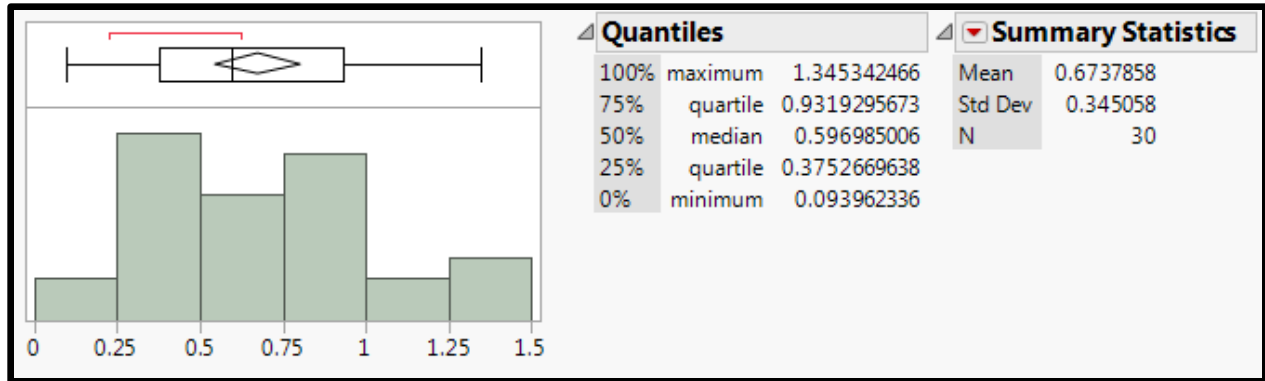 Quantiles
100% maximum 1.345342466
75% quartile 0.9319295673
50% median 0.596985006
25% quartile 0.3752669638
0% minimum 0.093962336
Summary Statistics
Mean 0.6737858
Std Dev 0.345058
N 30
0 0.25 0.5 0.75 1 1.25 1.5